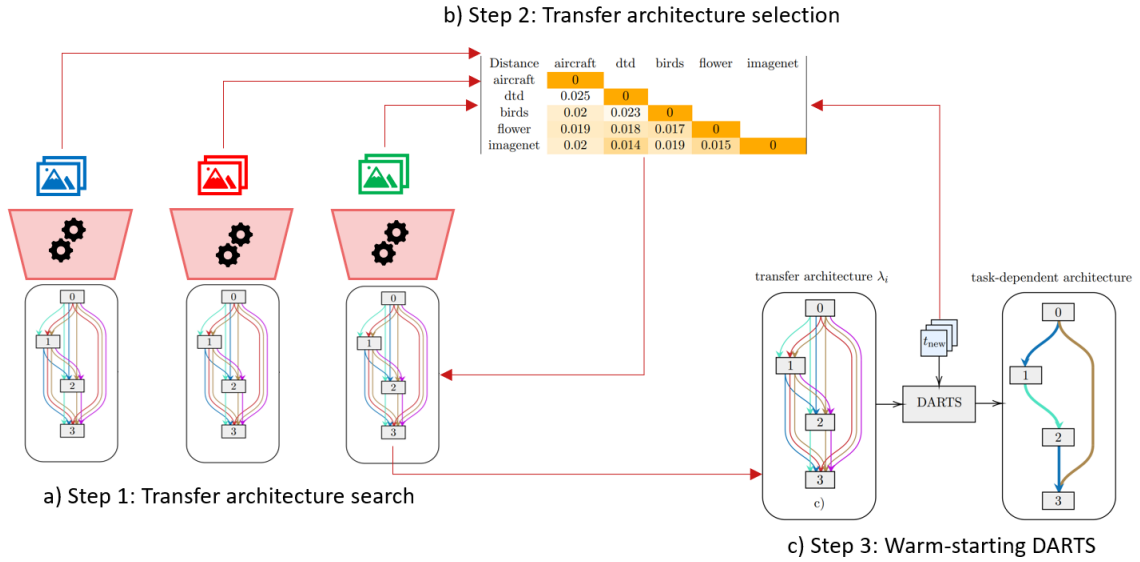 b) Step 2: Transfer architecture selection
Distance aircraft dtd birds flower imagenet
aircraft 0
dtd 0.025 0
birds 0.02 0.023 0
flower 0.019 0.018 0.017 0
imagenet 0.02 0.014 0.019 0.015 0
0
1
2
3
0
1
2
3
0
1
2
3
a) Step 1: Transfer architecture search
transfer architecture λi
0
1
2
3
c)
tnew
DARTS
task-dependent architecture
0
1
2
3
c) Step 3: Warm-starting DARTS